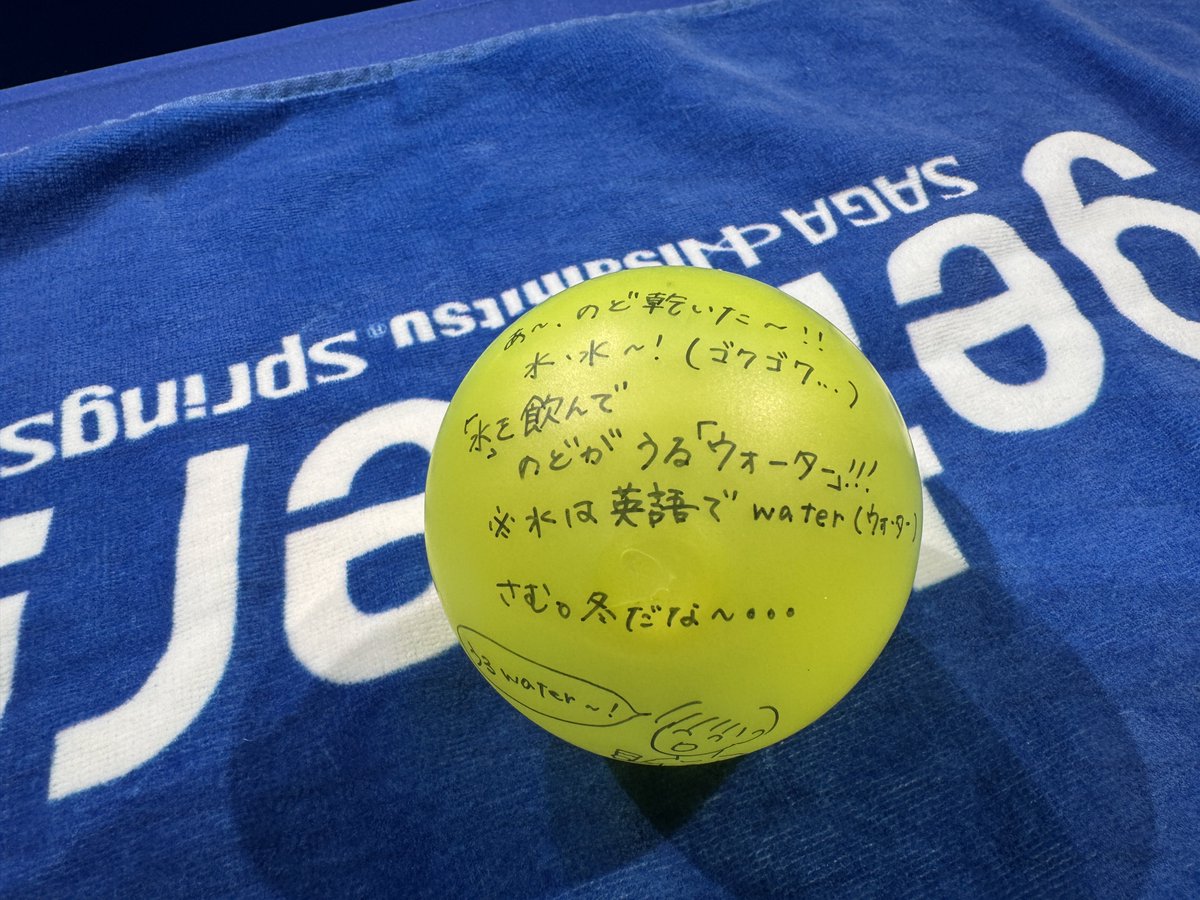 あ〜、のど乾いた〜!!
水、水〜!(ゴクゴク...)
「水」を飲んで
のどがうる「ウォーター」!!!
※水は英語でwater(ウォーター)
さむ。冬だな〜...
うるwater〜!
SAGA Hisamitsu® Springs